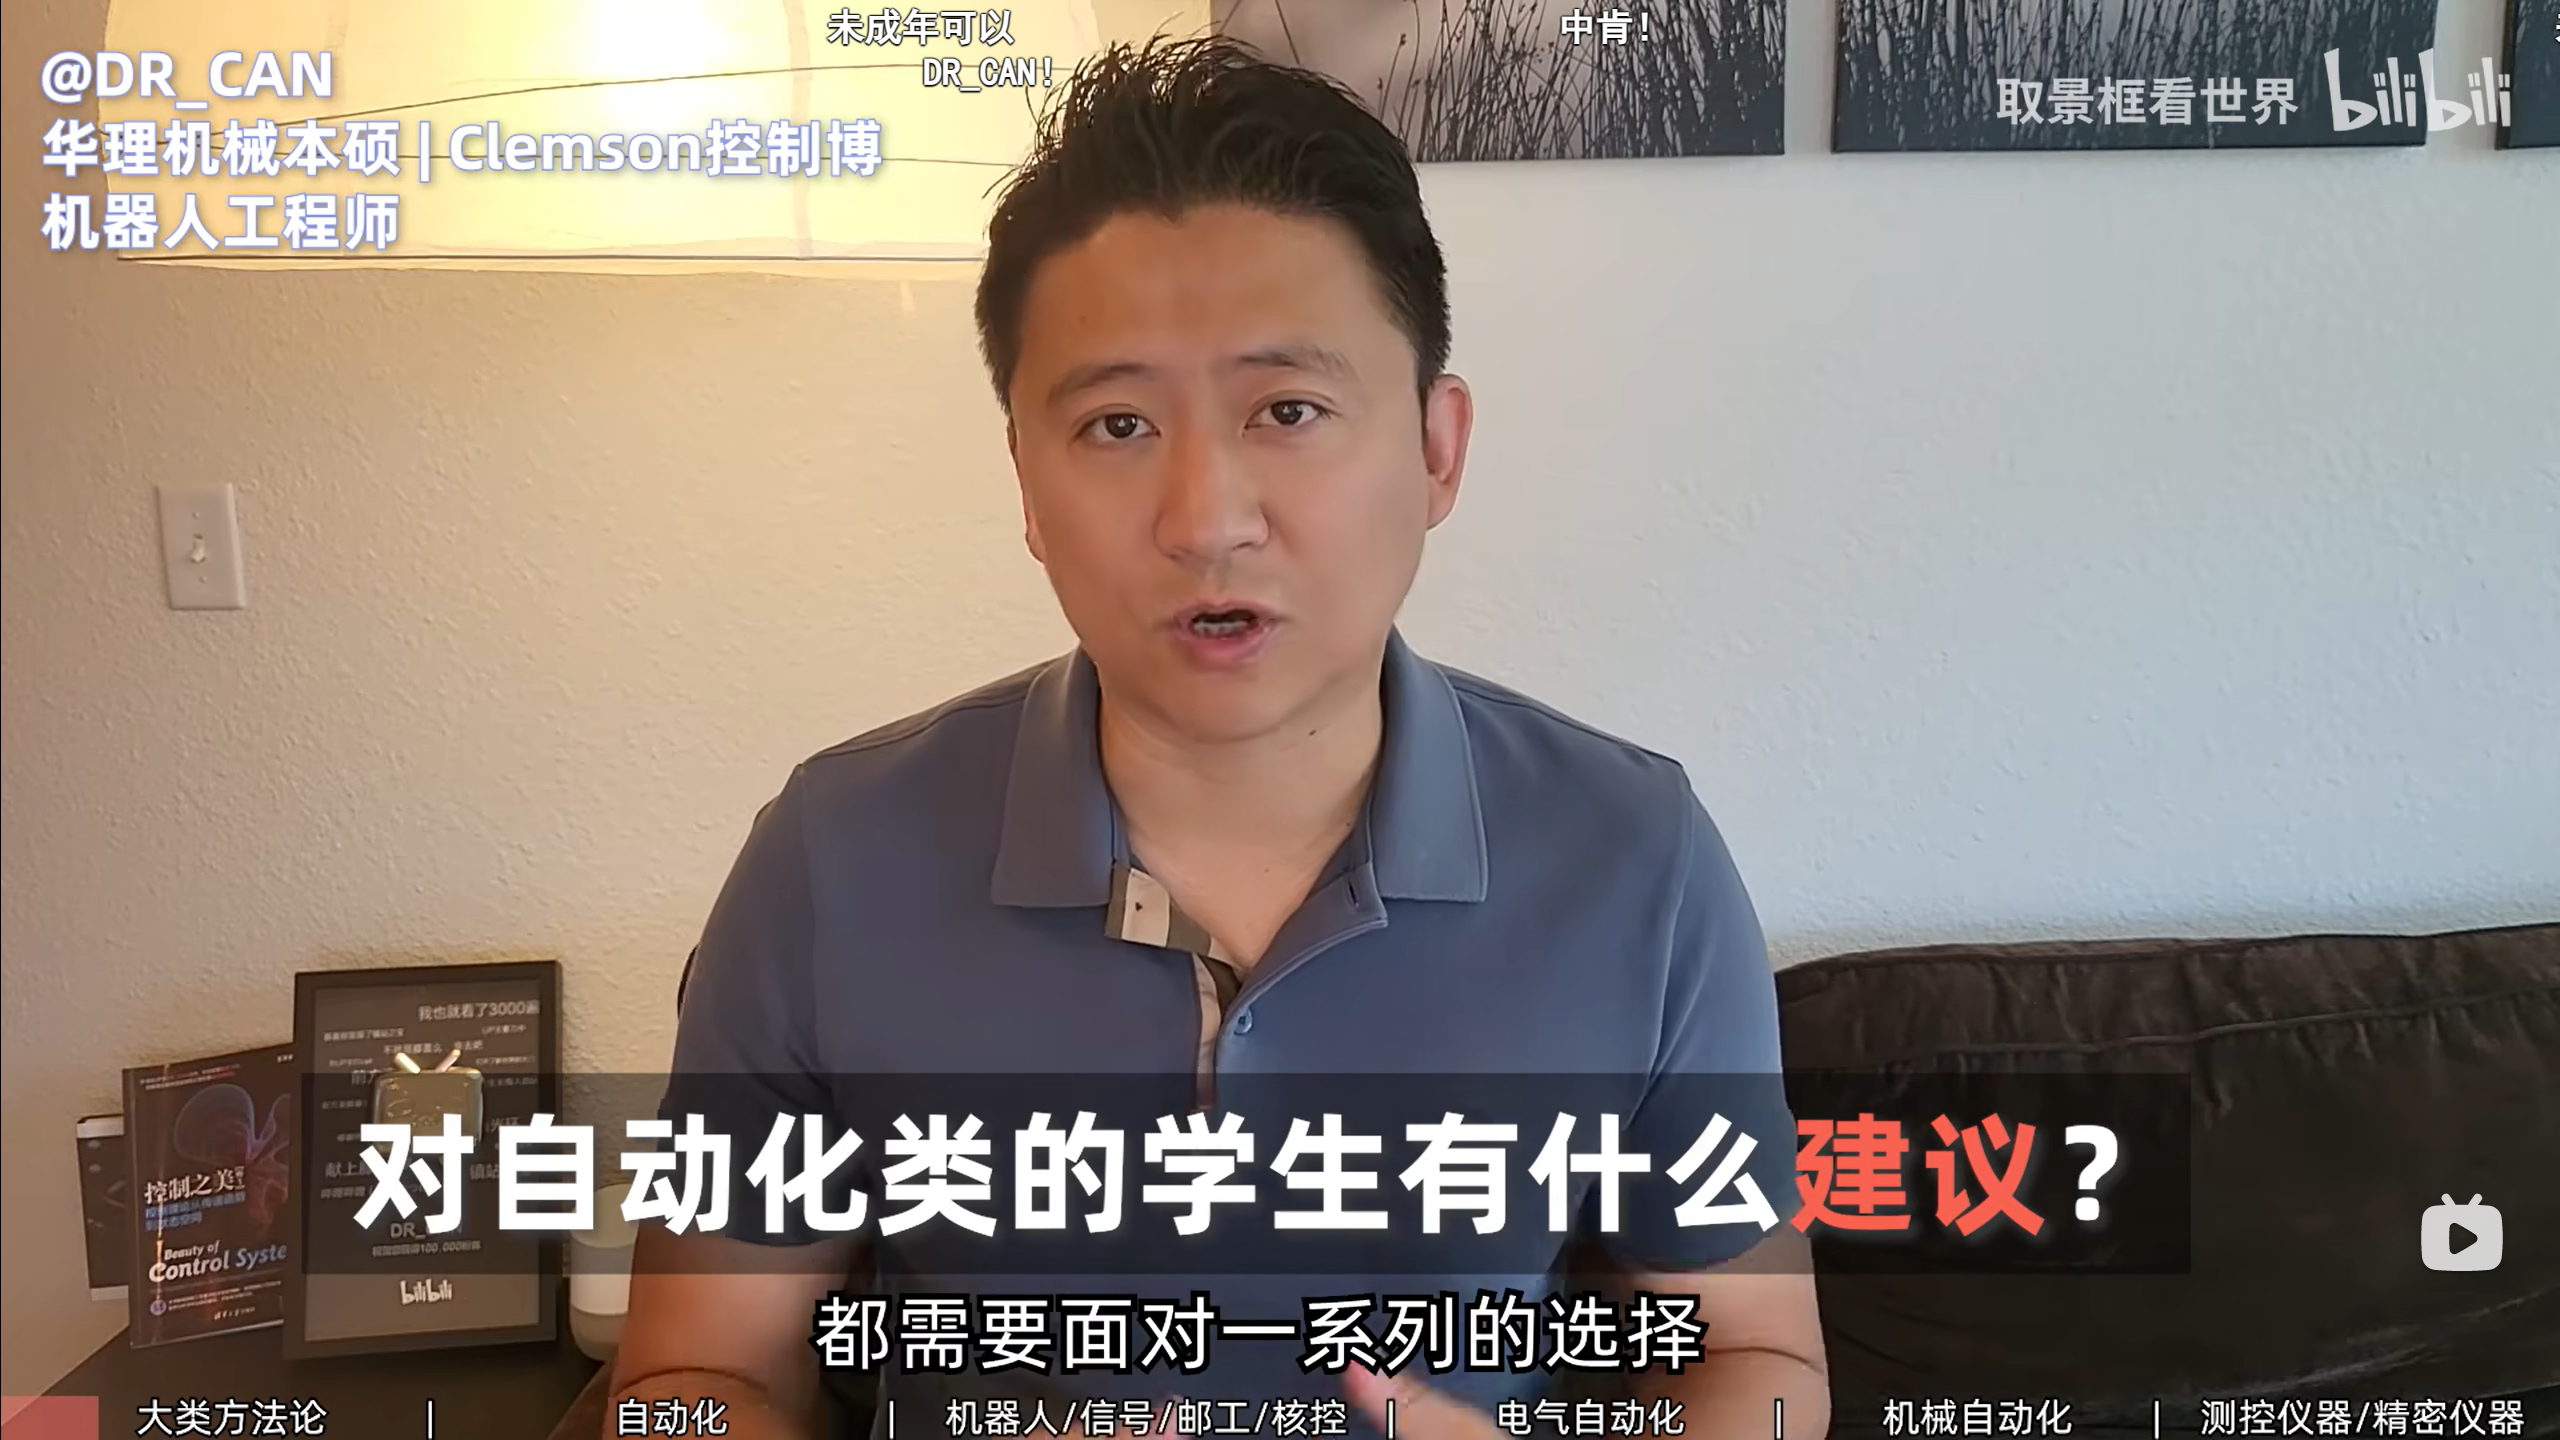 未成年可以
中肯！
DR_CAN！
@DR_CAN
华理机械本硕 | Clemson控制博
机器人工程师
取景框看世界 bilibili
我也就看了3000遍
控制之美
Beauty of
Control Syste
DR_
bilibili
对自动化类的学生有什么建议？
都需要面对一系列的选择
大类方法论 | 自动化 | 机器人/信号/邮工/核控 | 电气自动化 | 机械自动化 | 测控仪器/精密仪器